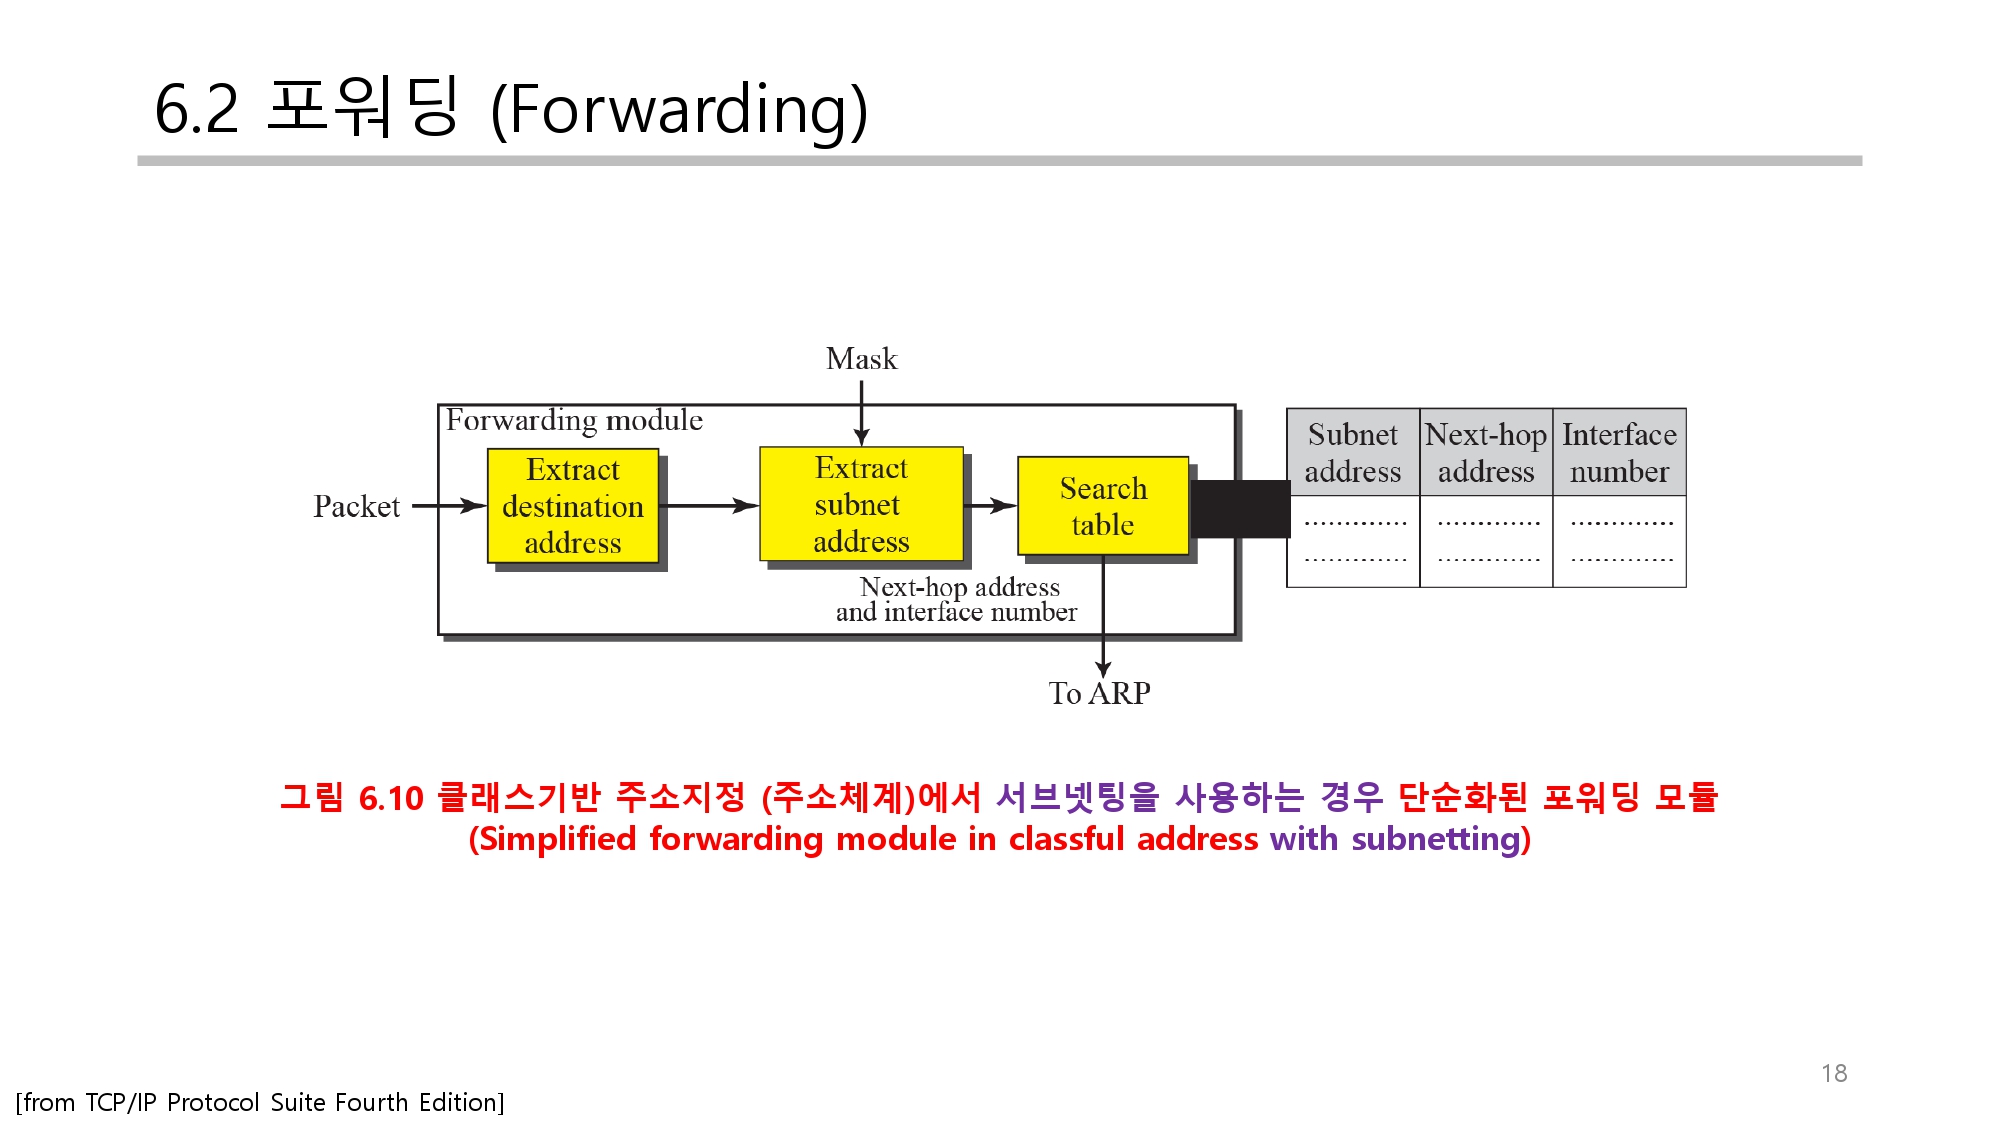 6.2 포워딩 (Forwarding)
Mask
Forwarding module
Packet
Extract
destination
address
Extract
subnet
address
Search
table
Next-hop address
and interface number
To ARP
Subnet
address
Next-hop
address
Interface
number
............. ............. .............
............. ............. .............
그림 6.10 클래스기반 주소지정 (주소체계)에서 서브넷팅을 사용하는 경우 단순화된 포워딩 모듈
(Simplified forwarding module in classful address with subnetting)
18
[from TCP/IP Protocol Suite Fourth Edition]